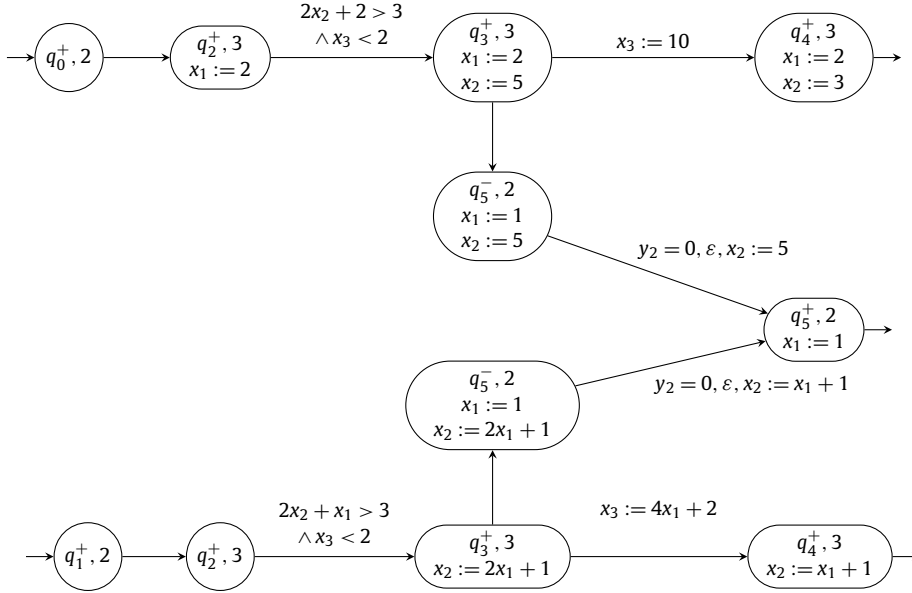 2x₂ + 2 > 3
∧ x₃ < 2
q₀⁺, 2
q₂⁺, 3
x₁ := 2
q₃⁺, 3
x₁ := 2
x₂ := 5
x₃ := 10
q₄⁺, 3
x₁ := 2
x₂ := 3
q₅⁻, 2
x₁ := 1
x₂ := 5
y₂ = 0, ε, x₂ := 5
q₅⁺, 2
x₁ := 1
q₅⁻, 2
x₁ := 1
x₂ := 2x₁ + 1
y₂ = 0, ε, x₂ := x₁ + 1
2x₂ + x₁ > 3
∧ x₃ < 2
x₃ := 4x₁ + 2
q₁⁺, 2
q₂⁺, 3
q₃⁺, 3
x₂ := 2x₁ + 1
q₄⁺, 3
x₂ := x₁ + 1